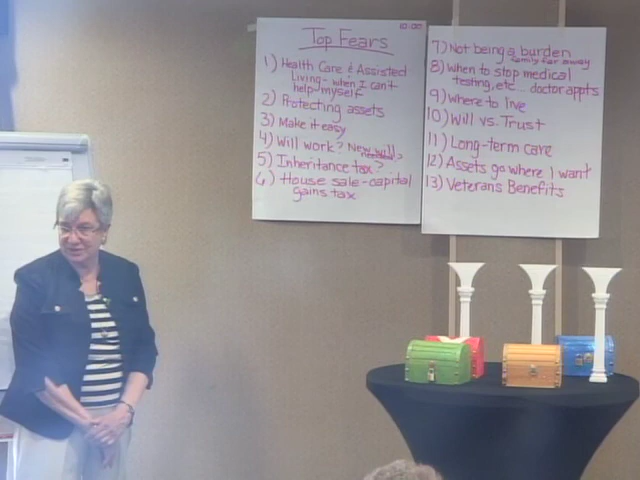 10:00
Top Fears
1) Health Care & Assisted
Living - when I can't
help myself
2) Protecting assets
3) Make it easy
4) Will work? New will
needed?
5) Inheritance tax?
6) House sale - capital
gains tax
7) Not being a burden
family far away
8) When to stop medical
testing, etc... doctor appts
9) Where to live
10) Will vs. Trust
11) Long-term care
12) Assets go where I want
13) Veterans Benefits